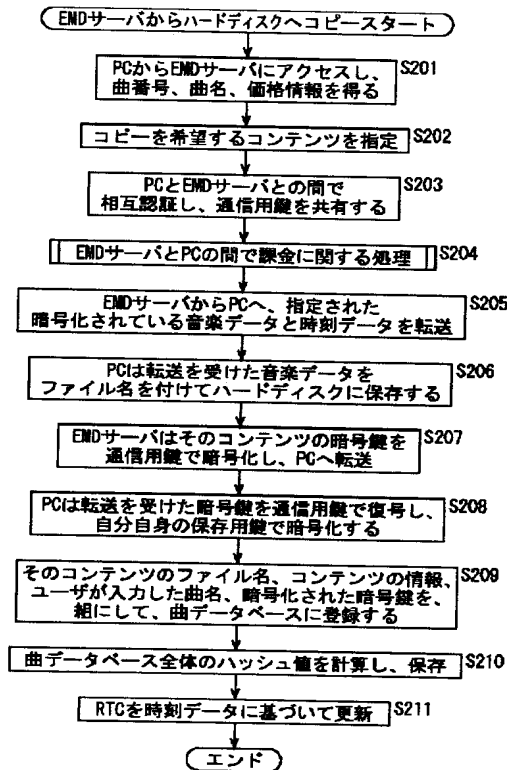 EMDサーバからハードディスクへコピースタート
PCからEMDサーバにアクセスし、
曲番号、曲名、価格情報を得る
S201
コピーを希望するコンテンツを指定
S202
PCとEMDサーバとの間で
相互認証し、通信用鍵を共有する
S203
EMDサーバとPCの間で課金に関する処理
S204
EMDサーバからPCへ、指定された
暗号化されている音楽データと時刻データを転送
S205
PCは転送を受けた音楽データを
ファイル名を付けてハードディスクに保存する
S206
EMDサーバはそのコンテンツの暗号鍵を
通信用鍵で暗号化し、PCへ転送
S207
PCは転送を受けた暗号鍵を通信用鍵で復号し、
自分自身の保存用鍵で暗号化する
S208
そのコンテンツのファイル名、コンテンツの情報、
ユーザが入力した曲名、暗号化された暗号鍵を、
組にして、曲データベースに登録する
S209
曲データベース全体のハッシュ値を計算し、保存
S210
RTCを時刻データに基づいて更新
S211
エンド